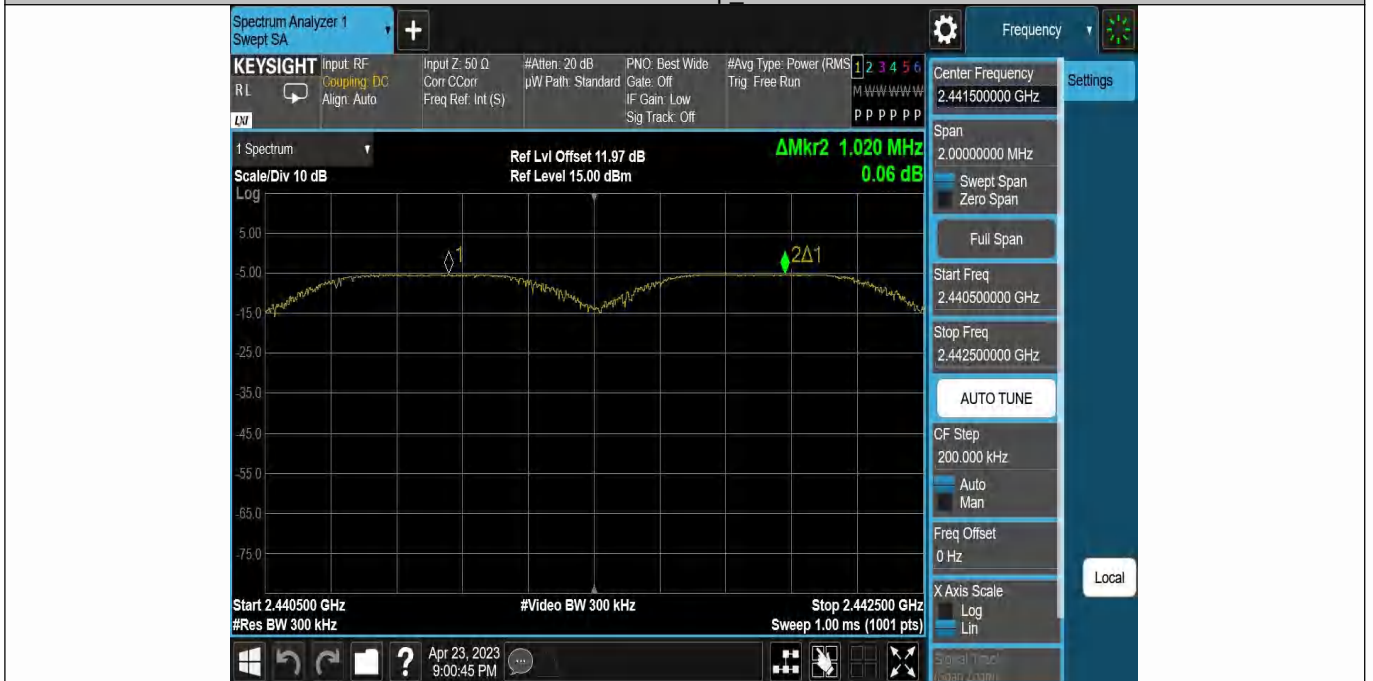 Spectrum Analyzer 1
Swept SA
+
Frequency
KEYSIGHT
RL
LXI
Input: RF
Coupling: DC
Align: Auto
Input Z: 50 Ω
Corr CCorr
Freq Ref: Int (S)
#Atten: 20 dB
µW Path: Standard
PNO: Best Wide
Gate: Off
IF Gain: Low
Sig Track: Off
#Avg Type: Power (RMS
Trig: Free Run
1 2 3 4 5 6
M W W W W W
P P P P P P
Center Frequency
2.441500000 GHz
Settings
1 Spectrum
Scale/Div 10 dB
Ref Lvl Offset 11.97 dB
Ref Level 15.00 dBm
ΔMkr2 1.020 MHz
0.06 dB
Log
5.00
-5.00
-15.0
-25.0
-35.0
-45.0
-55.0
-65.0
-75.0
1
2Δ1
Start 2.440500 GHz
#Res BW 300 kHz
#Video BW 300 kHz
Stop 2.442500 GHz
Sweep 1.00 ms (1001 pts)
Span
2.00000000 MHz
Swept Span
Zero Span
Full Span
Start Freq
2.440500000 GHz
Stop Freq
2.442500000 GHz
AUTO TUNE
CF Step
200.000 kHz
Auto
Man
Freq Offset
0 Hz
X Axis Scale
Log
Lin
Signal Track
(Span Zoom)
Local
?
Apr 23, 2023
9:00:45 PM